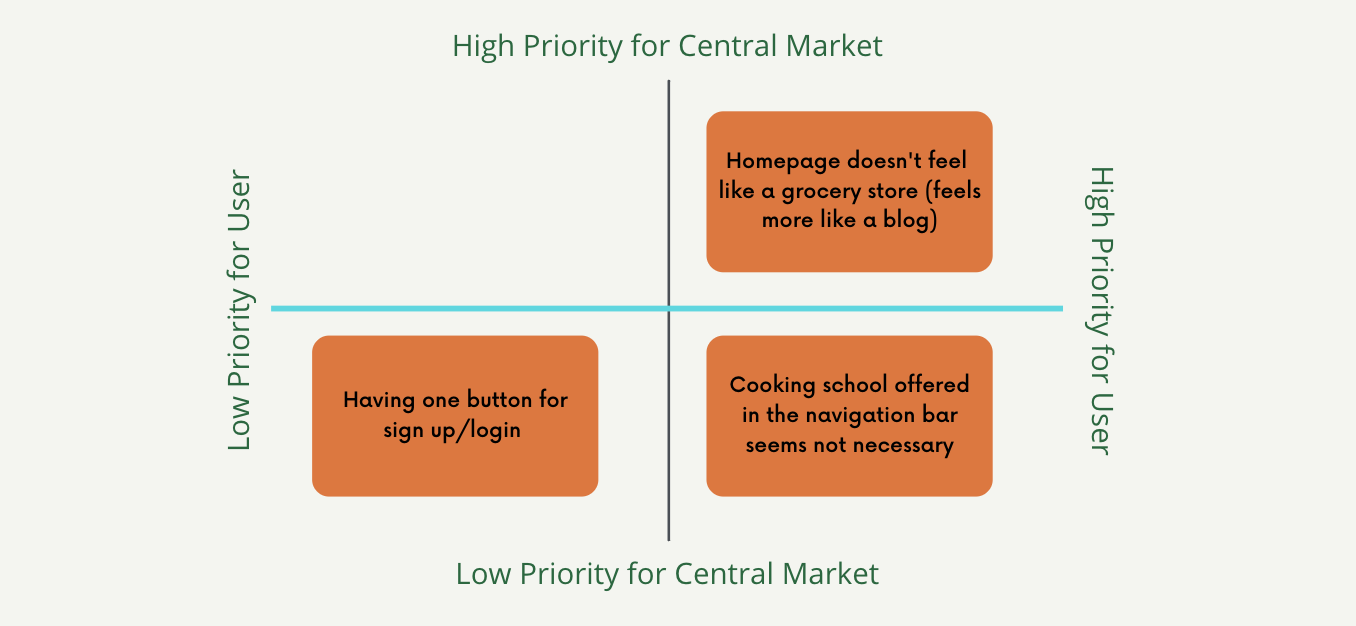 High Priority for Central Market
Low Priority for User
Homepage doesn't feel
like a grocery store (feels
more like a blog)
High Priority for User
Having one button for
sign up/login
Cooking school offered
in the navigation bar
seems not necessary
Low Priority for Central Market